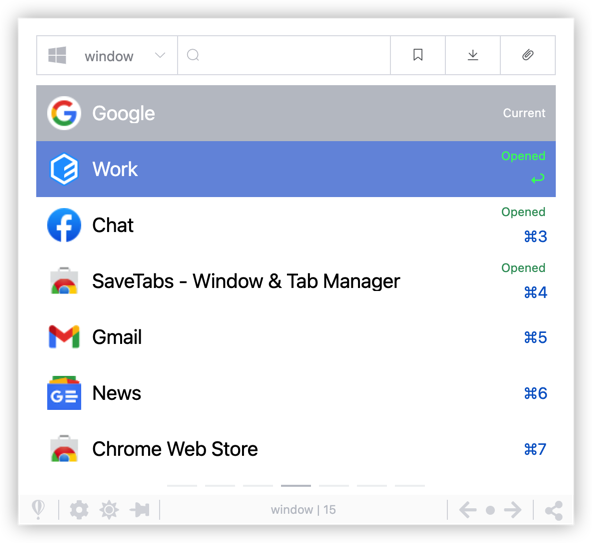 window
Google
Current
Work
Opened
Chat
Opened
⌘3
SaveTabs - Window & Tab Manager
Opened
⌘4
Gmail
⌘5
News
⌘6
Chrome Web Store
⌘7
window | 15